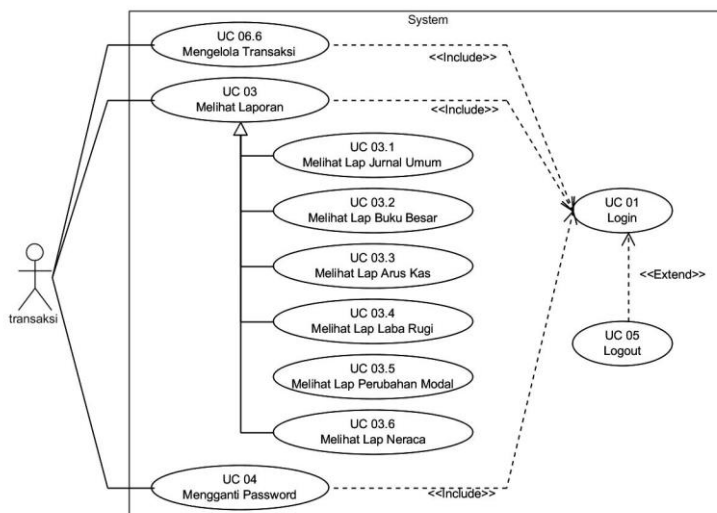 System
UC 06.6
Mengelola Transaksi
<<Include>>
UC 03
Melihat Laporan
<<Include>>
UC 03.1
Melihat Lap Jurnal Umum
UC 03.2
Melihat Lap Buku Besar
UC 01
Login
UC 03.3
Melihat Lap Arus Kas
<<Extend>>
transaksi
UC 03.4
Melihat Lap Laba Rugi
UC 05
Logout
UC 03.5
Melihat Lap Perubahan Modal
UC 03.6
Melihat Lap Neraca
UC 04
Mengganti Password
<<Include>>